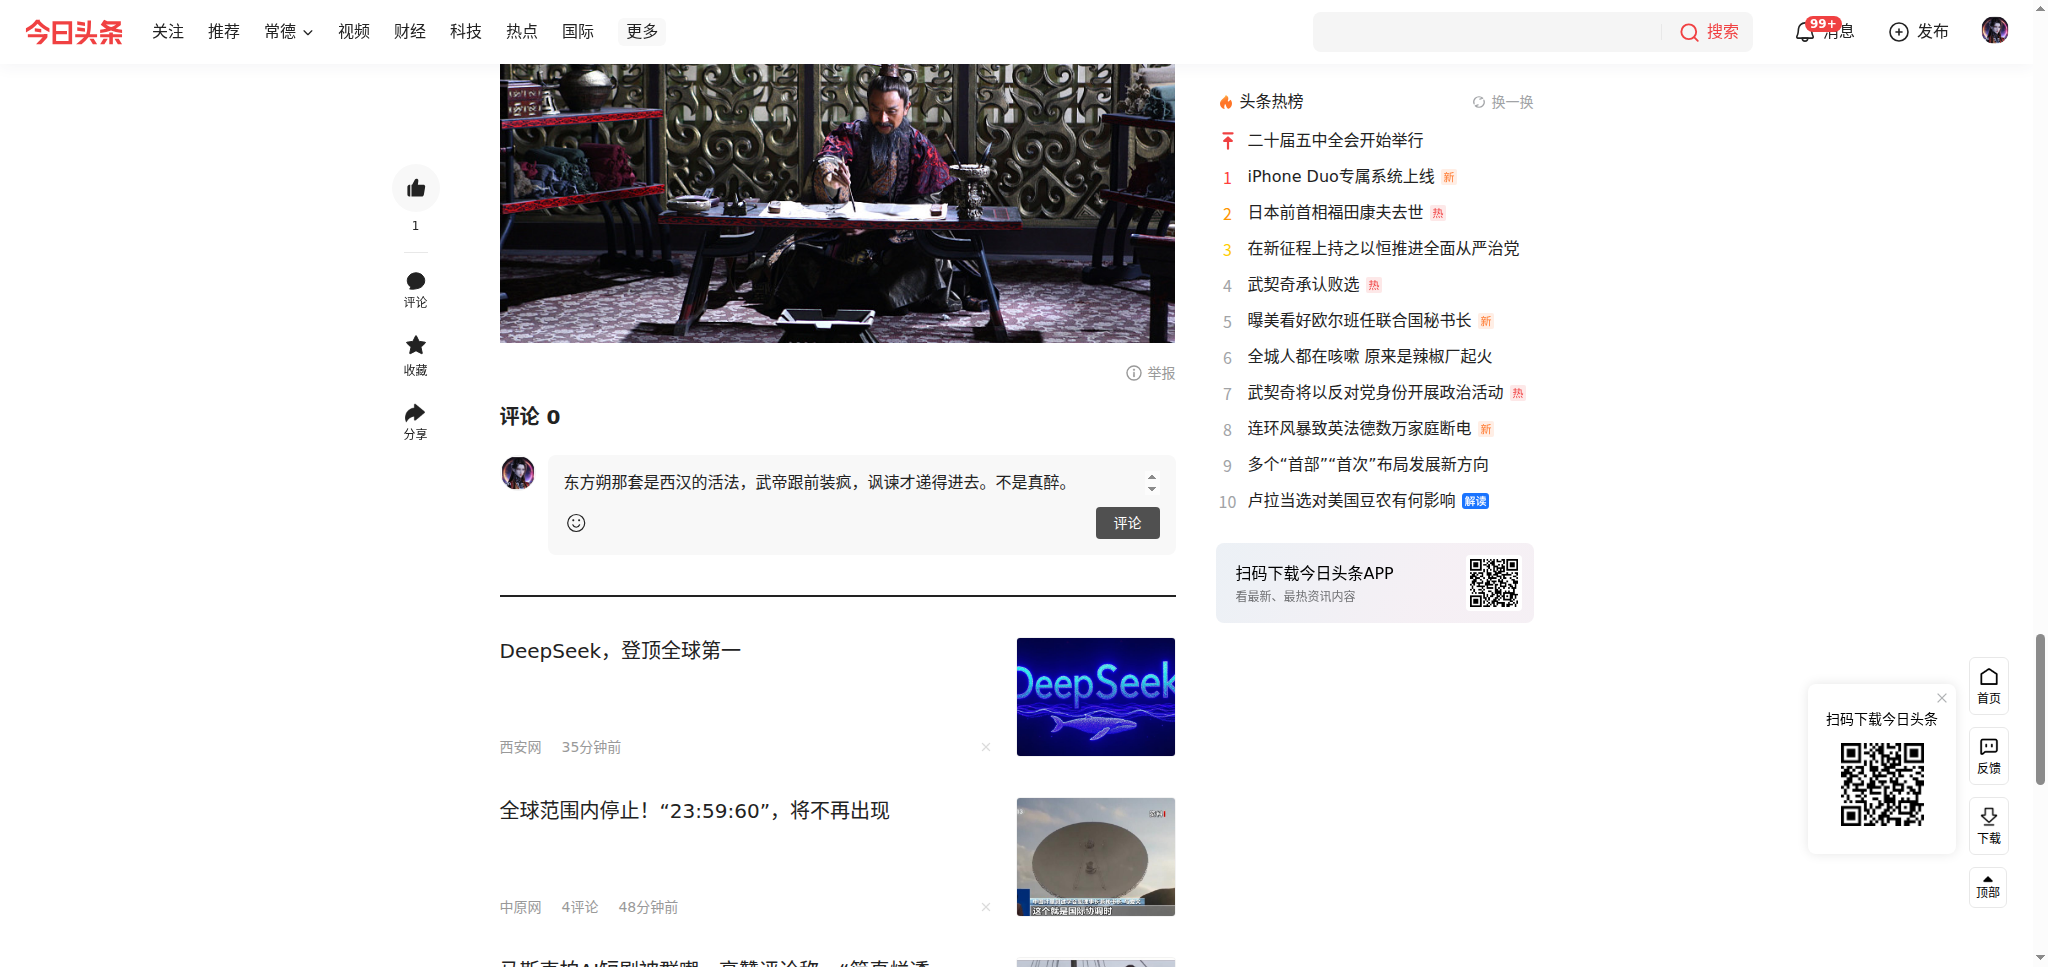 今日头条 关注 推荐 常德 视频 财经 科技 热点 国际 更多 搜索 99+ 消息 发布
1
评论
收藏
分享
举报
评论 0
东方朔那套是西汉的活法，武帝跟前装疯，讽谏才递得进去。不是真醉。
评论
DeepSeek，登顶全球第一
DeepSeek
西安网 35分钟前
全球范围内停止！“23:59:60”，将不再出现
这个就是国际协调时
中原网 4评论 48分钟前
头条热榜 换一换
二十届五中全会开始举行
1 iPhone Duo专属系统上线 新
2 日本前首相福田康夫去世 热
3 在新征程上持之以恒推进全面从严治党
4 武契奇承认败选 热
5 曝美看好欧尔班任联合国秘书长 新
6 全城人都在咳嗽 原来是辣椒厂起火
7 武契奇将以反对党身份开展政治活动 热
8 连环风暴致英法德数万家庭断电 新
9 多个“首部”“首次”布局发展新方向
10 卢拉当选对美国豆农有何影响 解读
扫码下载今日头条APP
看最新、最热资讯内容
扫码下载今日头条
首页
反馈
下载
顶部